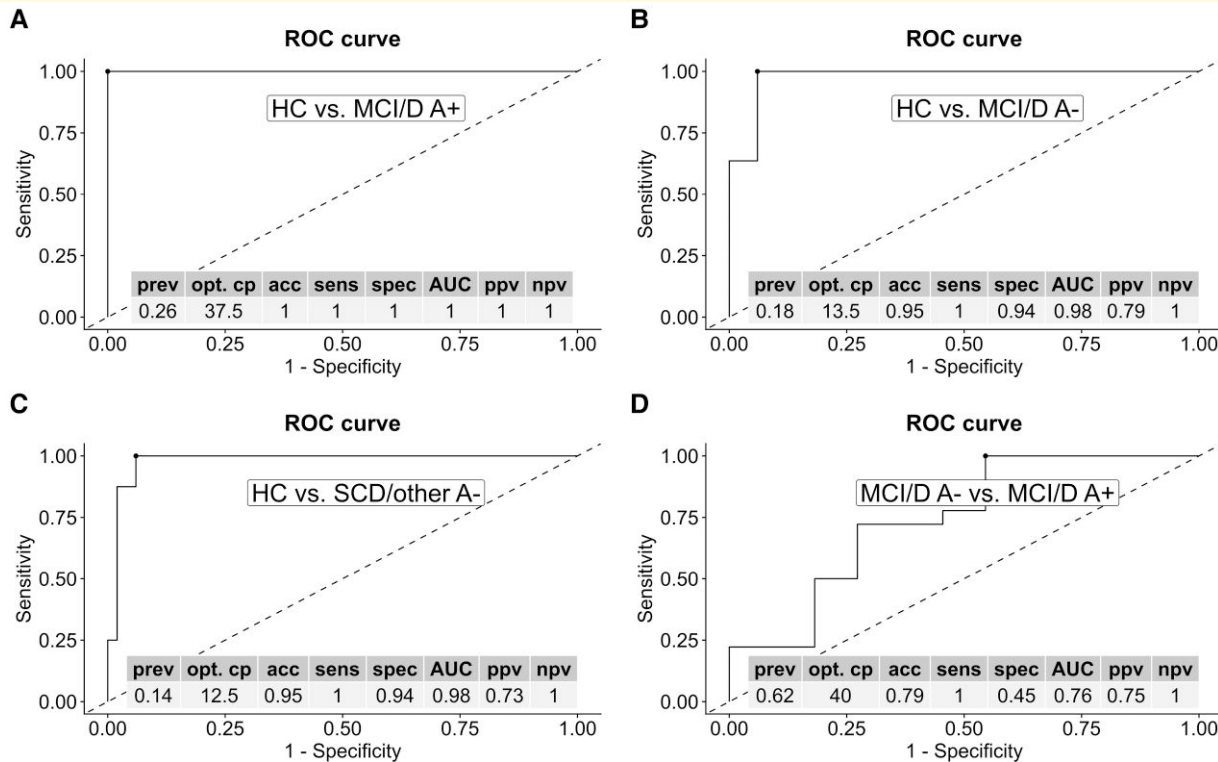 A
ROC curve
1.00
0.75
0.50
0.25
0.00
Sensitivity
HC vs. MCI/D A+
prev opt. cp acc sens spec AUC ppv npv
0.26 37.5 1 1 1 1 1 1
0.00 0.25 0.50 0.75 1.00
1 - Specificity
B
ROC curve
1.00
0.75
0.50
0.25
0.00
Sensitivity
HC vs. MCI/D A-
prev opt. cp acc sens spec AUC ppv npv
0.18 13.5 0.95 1 0.94 0.98 0.79 1
0.00 0.25 0.50 0.75 1.00
1 - Specificity
C
ROC curve
1.00
0.75
0.50
0.25
0.00
Sensitivity
HC vs. SCD/other A-
prev opt. cp acc sens spec AUC ppv npv
0.14 12.5 0.95 1 0.94 0.98 0.73 1
0.00 0.25 0.50 0.75 1.00
1 - Specificity
D
ROC curve
1.00
0.75
0.50
0.25
0.00
Sensitivity
MCI/D A- vs. MCI/D A+
prev opt. cp acc sens spec AUC ppv npv
0.62 40 0.79 1 0.45 0.76 0.75 1
0.00 0.25 0.50 0.75 1.00
1 - Specificity